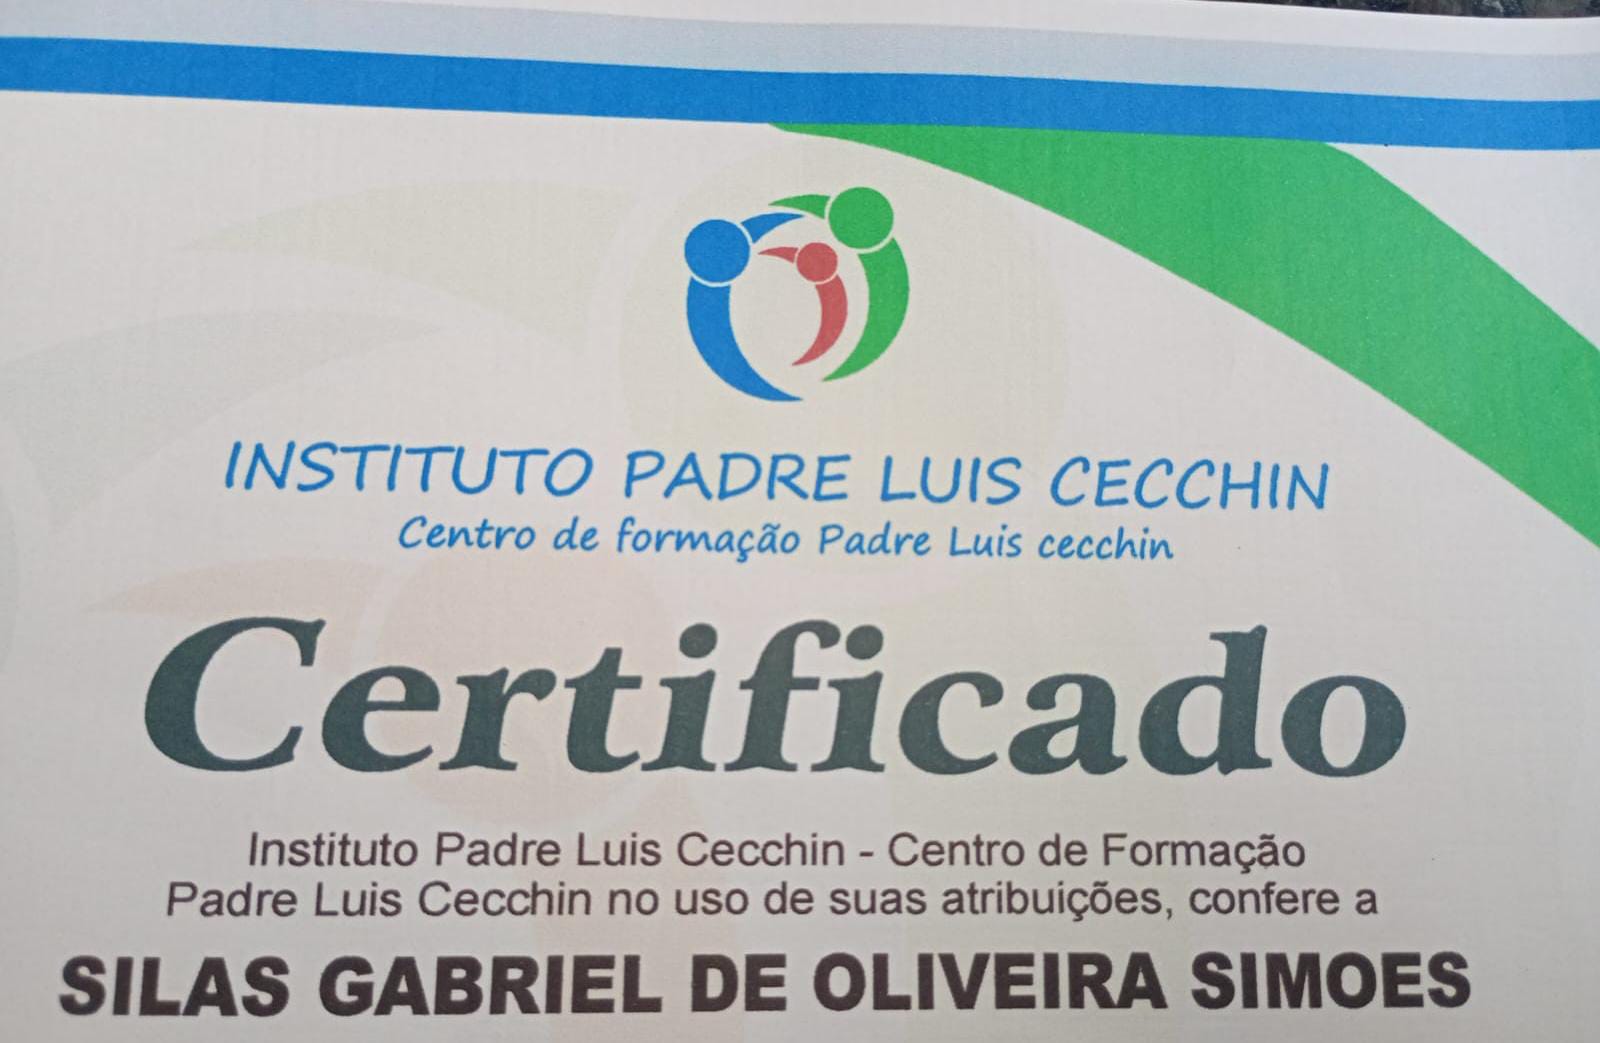 INSTITUTO PADRE LUIS CECCHIN
Centro de formação Padre Luis cecchin
Certificado
Instituto Padre Luis Cecchin - Centro de Formação
Padre Luis Cecchin no uso de suas atribuições, confere a
SILAS GABRIEL DE OLIVEIRA SIMOES